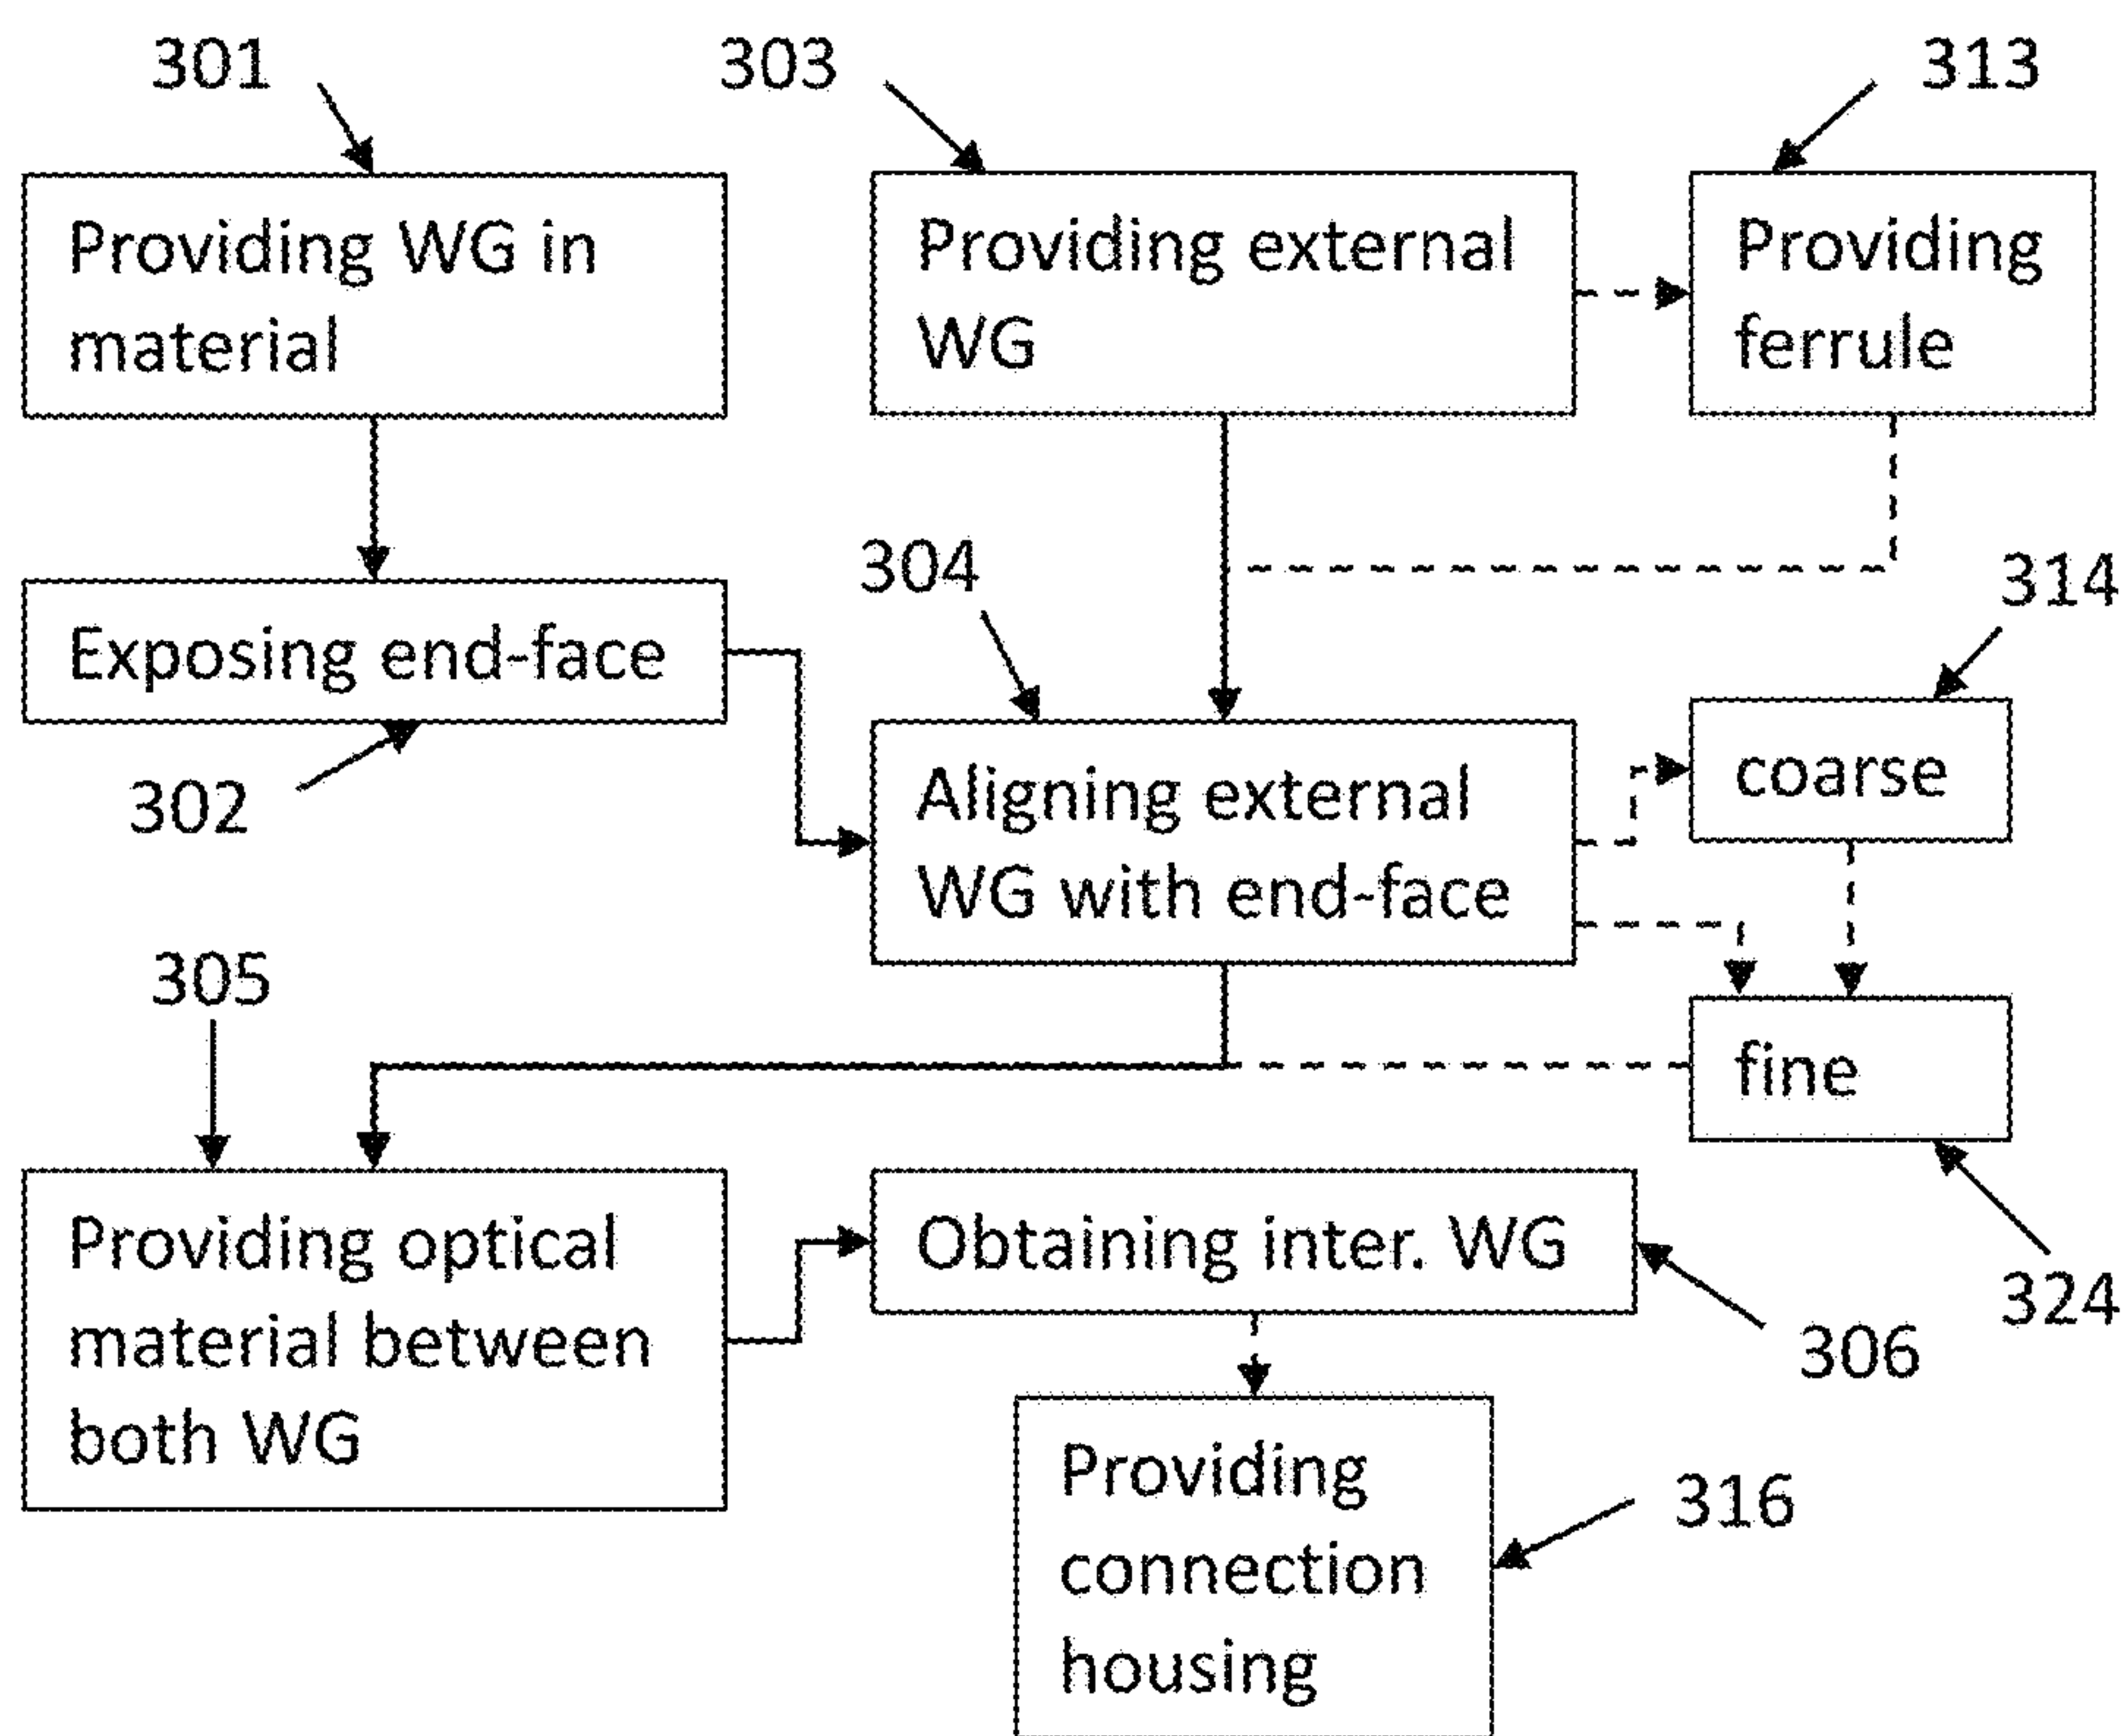 301
303
313
Providing WG in
material
Providing external
WG
Providing
ferrule
304
314
Exposing end-face
302
Aligning external
WG with end-face
coarse
305
fine
Providing optical
material between
both WG
Obtaining inter. WG
324
306
Providing
connection
housing
316